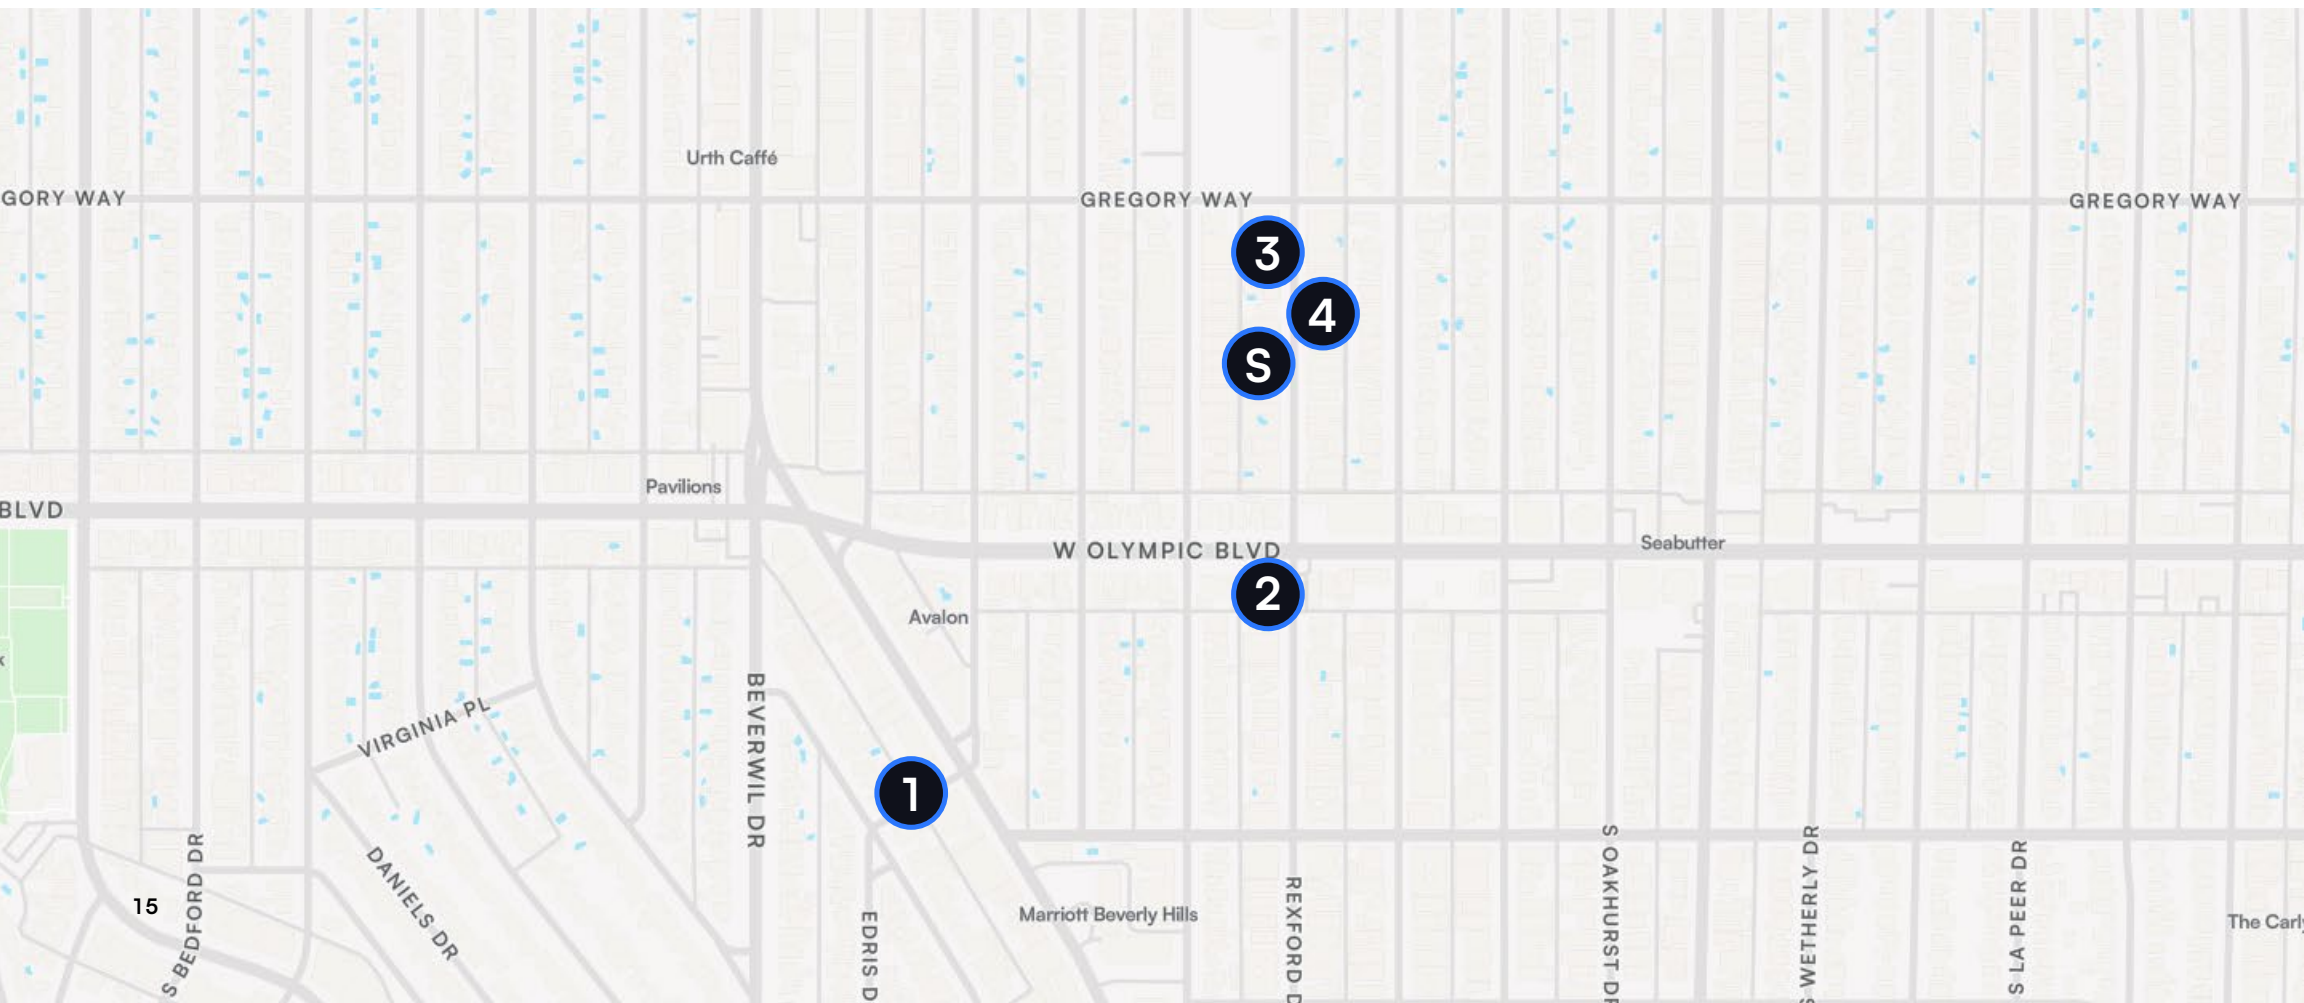 Urth Caffé
GORY WAY
GREGORY WAY
GREGORY WAY
3
4
S
Pavilions
BLVD
W OLYMPIC BLVD
Seabutter
2
Avalon
BEVERWIL DR
VIRGINIA PL
1
S BEDFORD DR
DANIELS DR
15
EDRIS D
Marriott Beverly Hills
REXFORD D
S OAKHURST DR
S WETHERLY DR
S LA PEER DR
The Carly